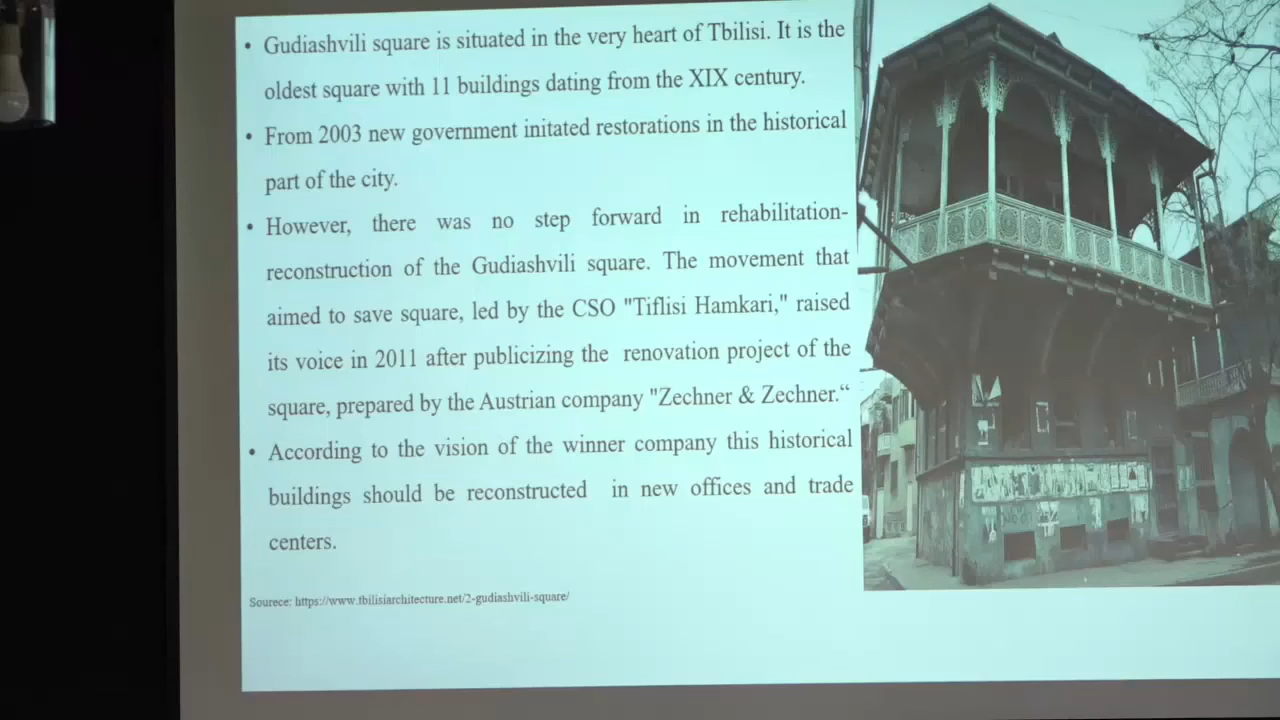 • Gudiashvili square is situated in the very heart of Tbilisi. It is the
oldest square with 11 buildings dating from the XIX century.
• From 2003 new government initated restorations in the historical
part of the city.
• However, there was no step forward in rehabilitation-
reconstruction of the Gudiashvili square. The movement that
aimed to save square, led by the CSO "Tiflisi Hamkari," raised
its voice in 2011 after publicizing the renovation project of the
square, prepared by the Austrian company "Zechner & Zechner.“
• According to the vision of the winner company this historical
buildings should be reconstructed in new offices and trade
centers.
Sourece: https://www.tbilisiarchitecture.net/2-gudiashvili-square/